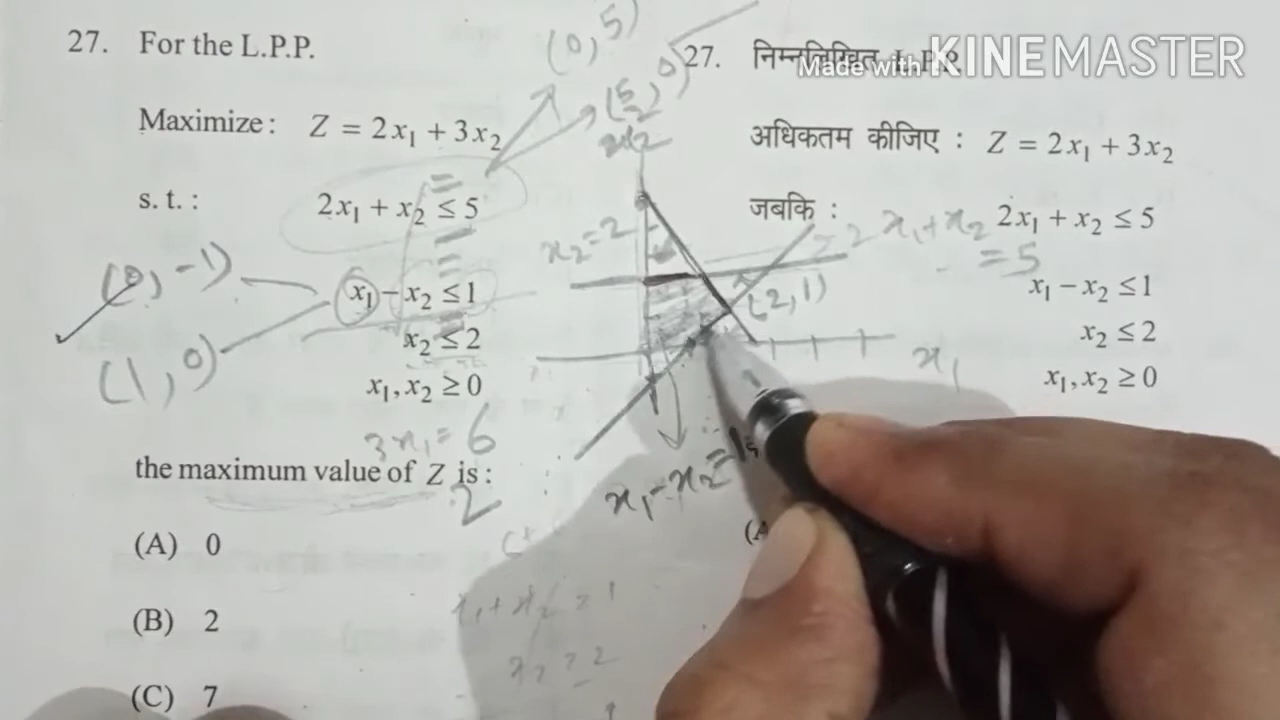 27. For the L.P.P.
Maximize : Z = 2x₁ + 3x₂
s. t. : 2x₁ + x₂ ≤ 5
x₁ − x₂ ≤ 1
x₂ ≤ 2
x₁, x₂ ≥ 0
3x₁ = 6
the maximum value of Z is :
2
(A) 0
(B) 2
(C) 7
(0, -1)
(1, 0)
(0, 5)
(5/2, 0)
x2
x₂ = 2
(2, 1)
x₁
x₁ - x₂ = 1
27. निम्नलिखित L.P.P.
Made with KINEMASTER
अधिकतम कीजिए : Z = 2x₁ + 3x₂
जबकि : 2x₁ + x₂ ≤ 5
2x₁ + x₂ = 5
x₁ − x₂ ≤ 1
x₂ ≤ 2
x₁, x₂ ≥ 0
(A